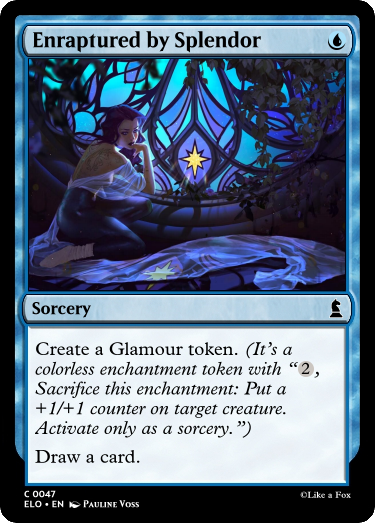 Enraptured by Splendor
Sorcery
Create a Glamour token. (It's a
colorless enchantment token with “2,
Sacrifice this enchantment: Put a
+1/+1 counter on target creature.
Activate only as a sorcery.”)
Draw a card.
C 0047
ELO • EN Pauline Voss
©Like a Fox